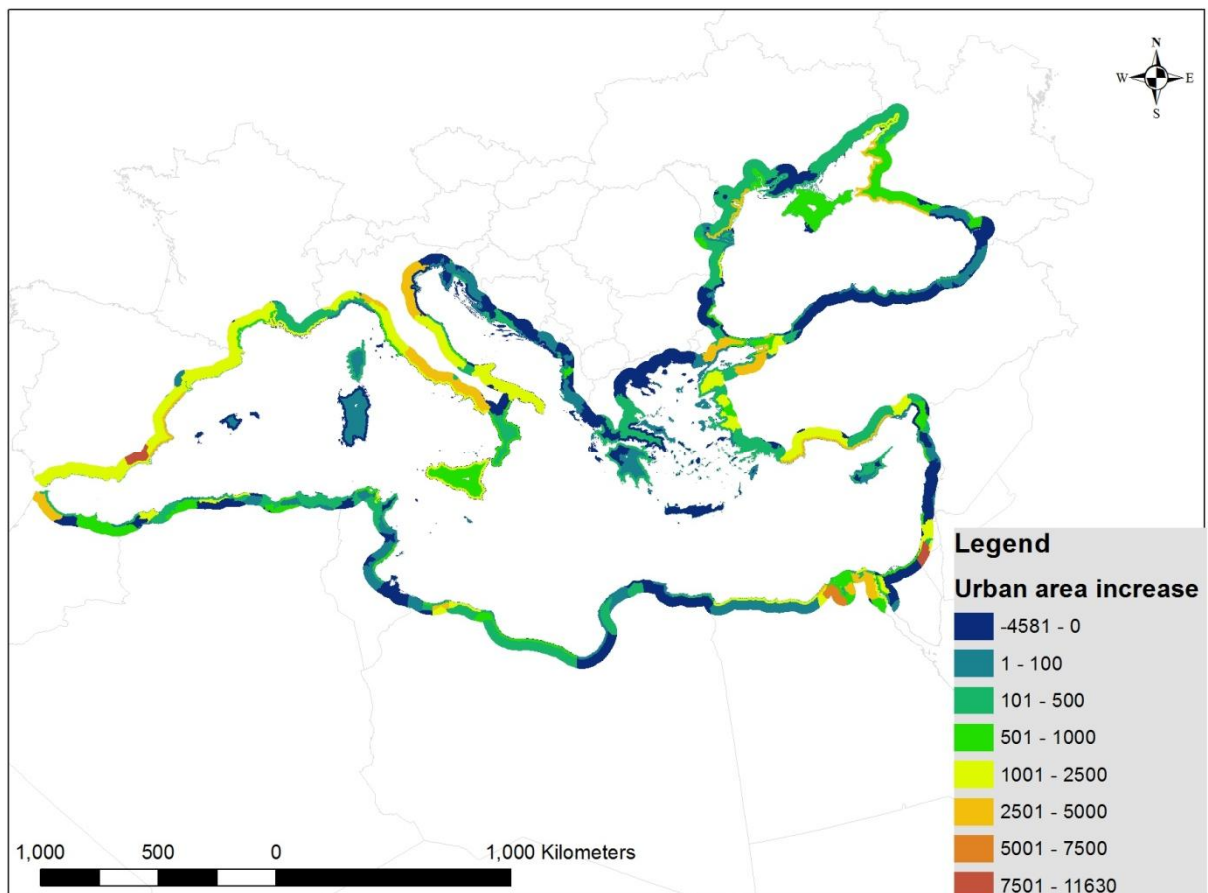 N
W E
S
Legend
Urban area increase
-4581 - 0
1 - 100
101 - 500
501 - 1000
1001 - 2500
2501 - 5000
5001 - 7500
7501 - 11630
1,000 500 0 1,000 Kilometers